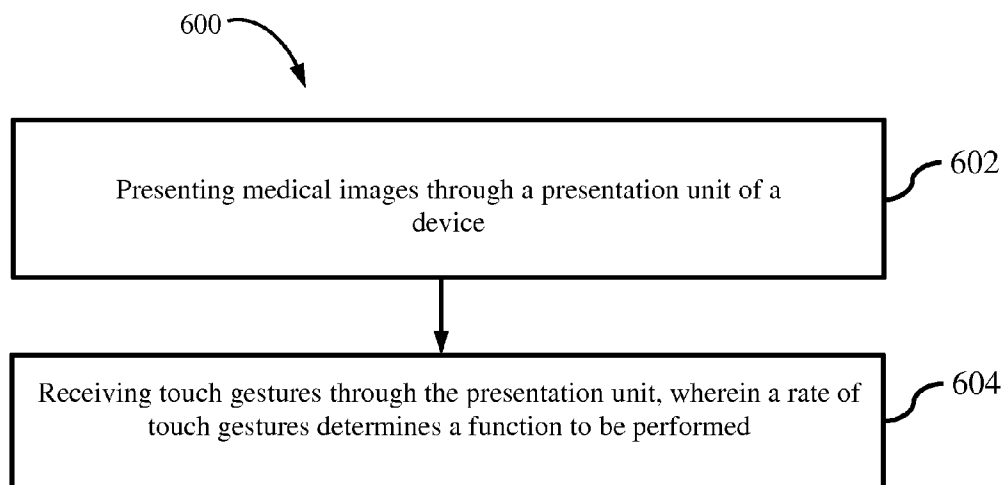 600
Presenting medical images through a presentation unit of a
device
602
Receiving touch gestures through the presentation unit, wherein a rate of
touch gestures determines a function to be performed
604